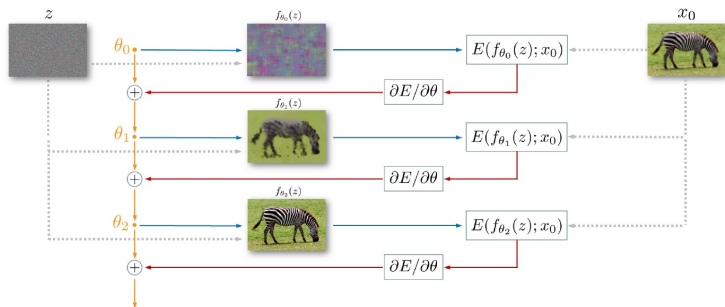 z
x₀
f_{θ₀}(z)
θ₀
E(f_{θ₀}(z); x₀)
+
∂E/∂θ
f_{θ₁}(z)
θ₁
E(f_{θ₁}(z); x₀)
+
∂E/∂θ
f_{θ₂}(z)
θ₂
E(f_{θ₂}(z); x₀)
+
∂E/∂θ